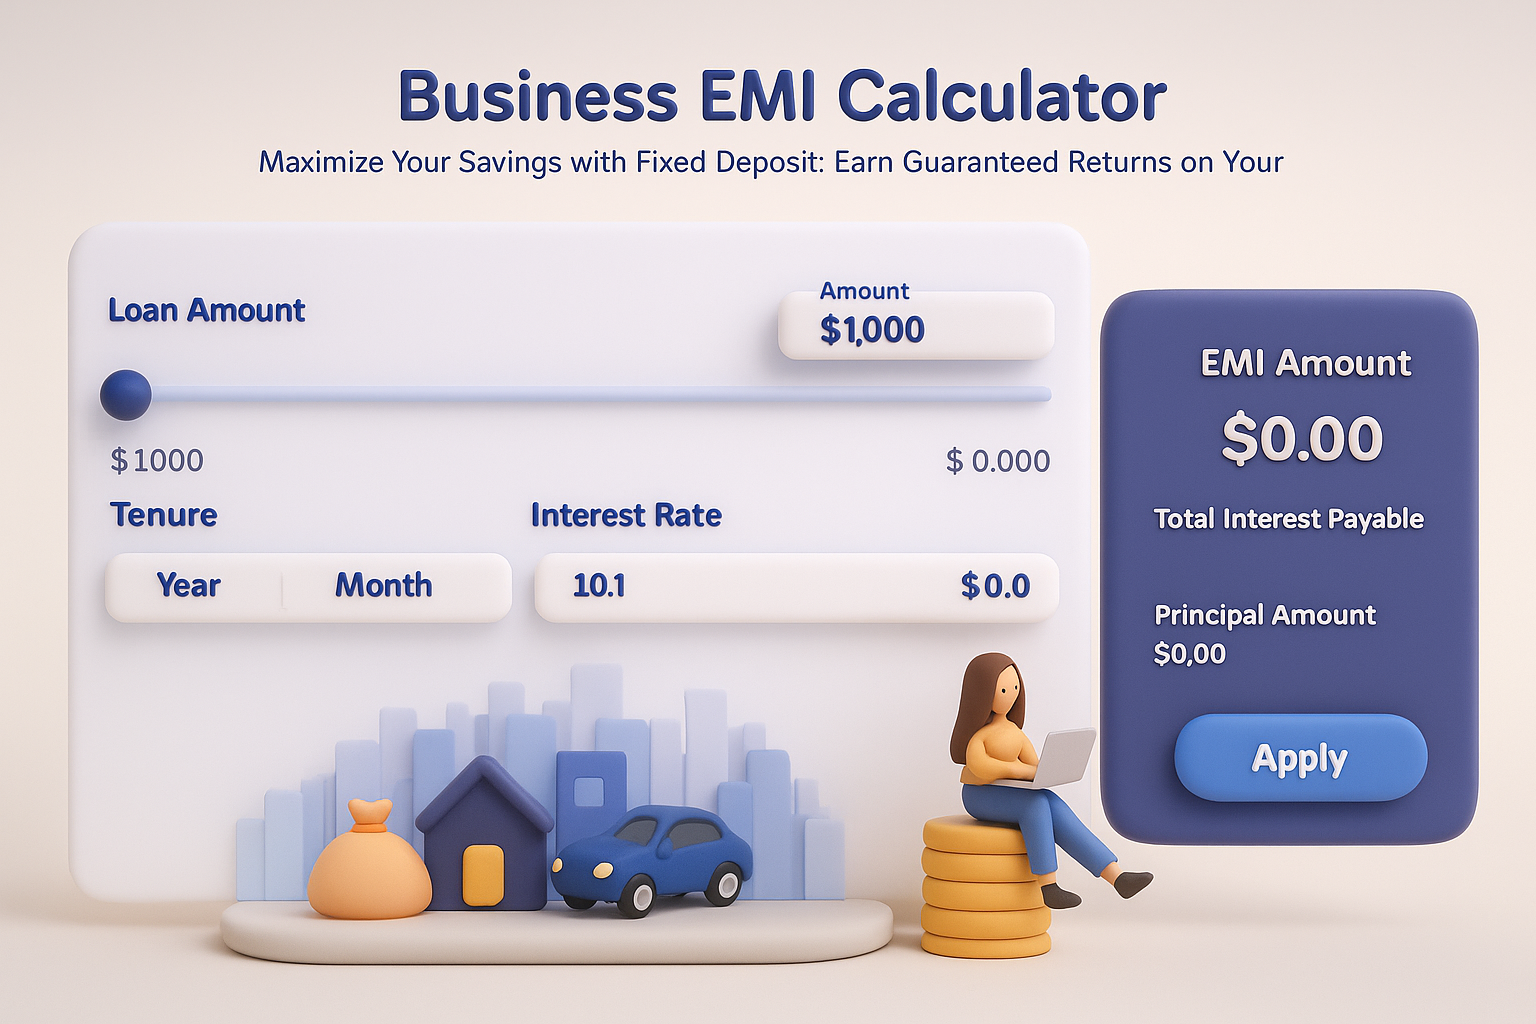 Business EMI Calculator
Maximize Your Savings with Fixed Deposit: Earn Guaranteed Returns on Your
Loan Amount
Amount
$1,000
$1000
$ 0.000
Tenure
Interest Rate
Year Month
10.1 $0.0
EMI Amount
$0.00
Total Interest Payable
Principal Amount
$0,00
Apply